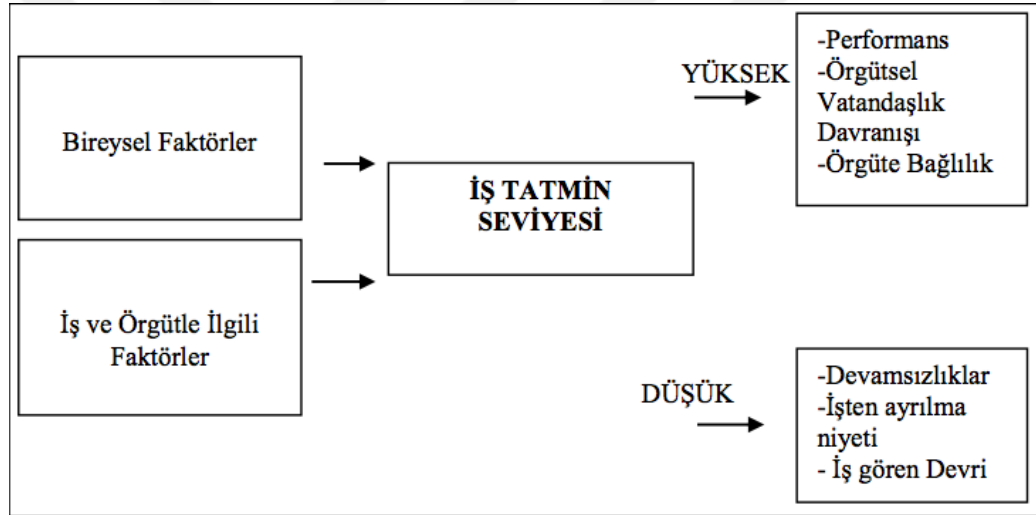 Bireysel Faktörler
İş ve Örgütle İlgili
Faktörler
İŞ TATMİN
SEVİYESİ
YÜKSEK
-Performans
-Örgütsel
Vatandaşlık
Davranışı
-Örgüte Bağlılık
DÜŞÜK
-Devamsızlıklar
-İşten ayrılma
niyeti
- İş gören Devri